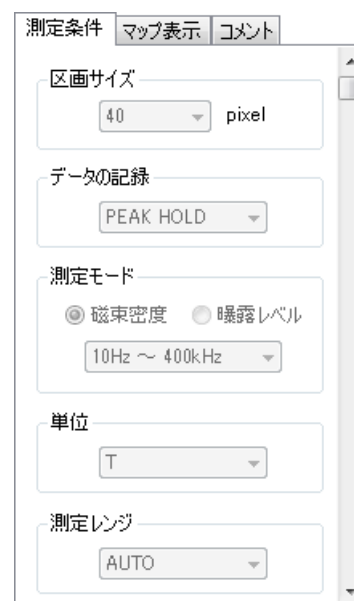 測定条件 マップ表示 コメント
区画サイズ
40 pixel
データの記録
PEAK HOLD
測定モード
磁束密度 曝露レベル
10Hz ～ 400kHz
単位
T
測定レンジ
AUTO